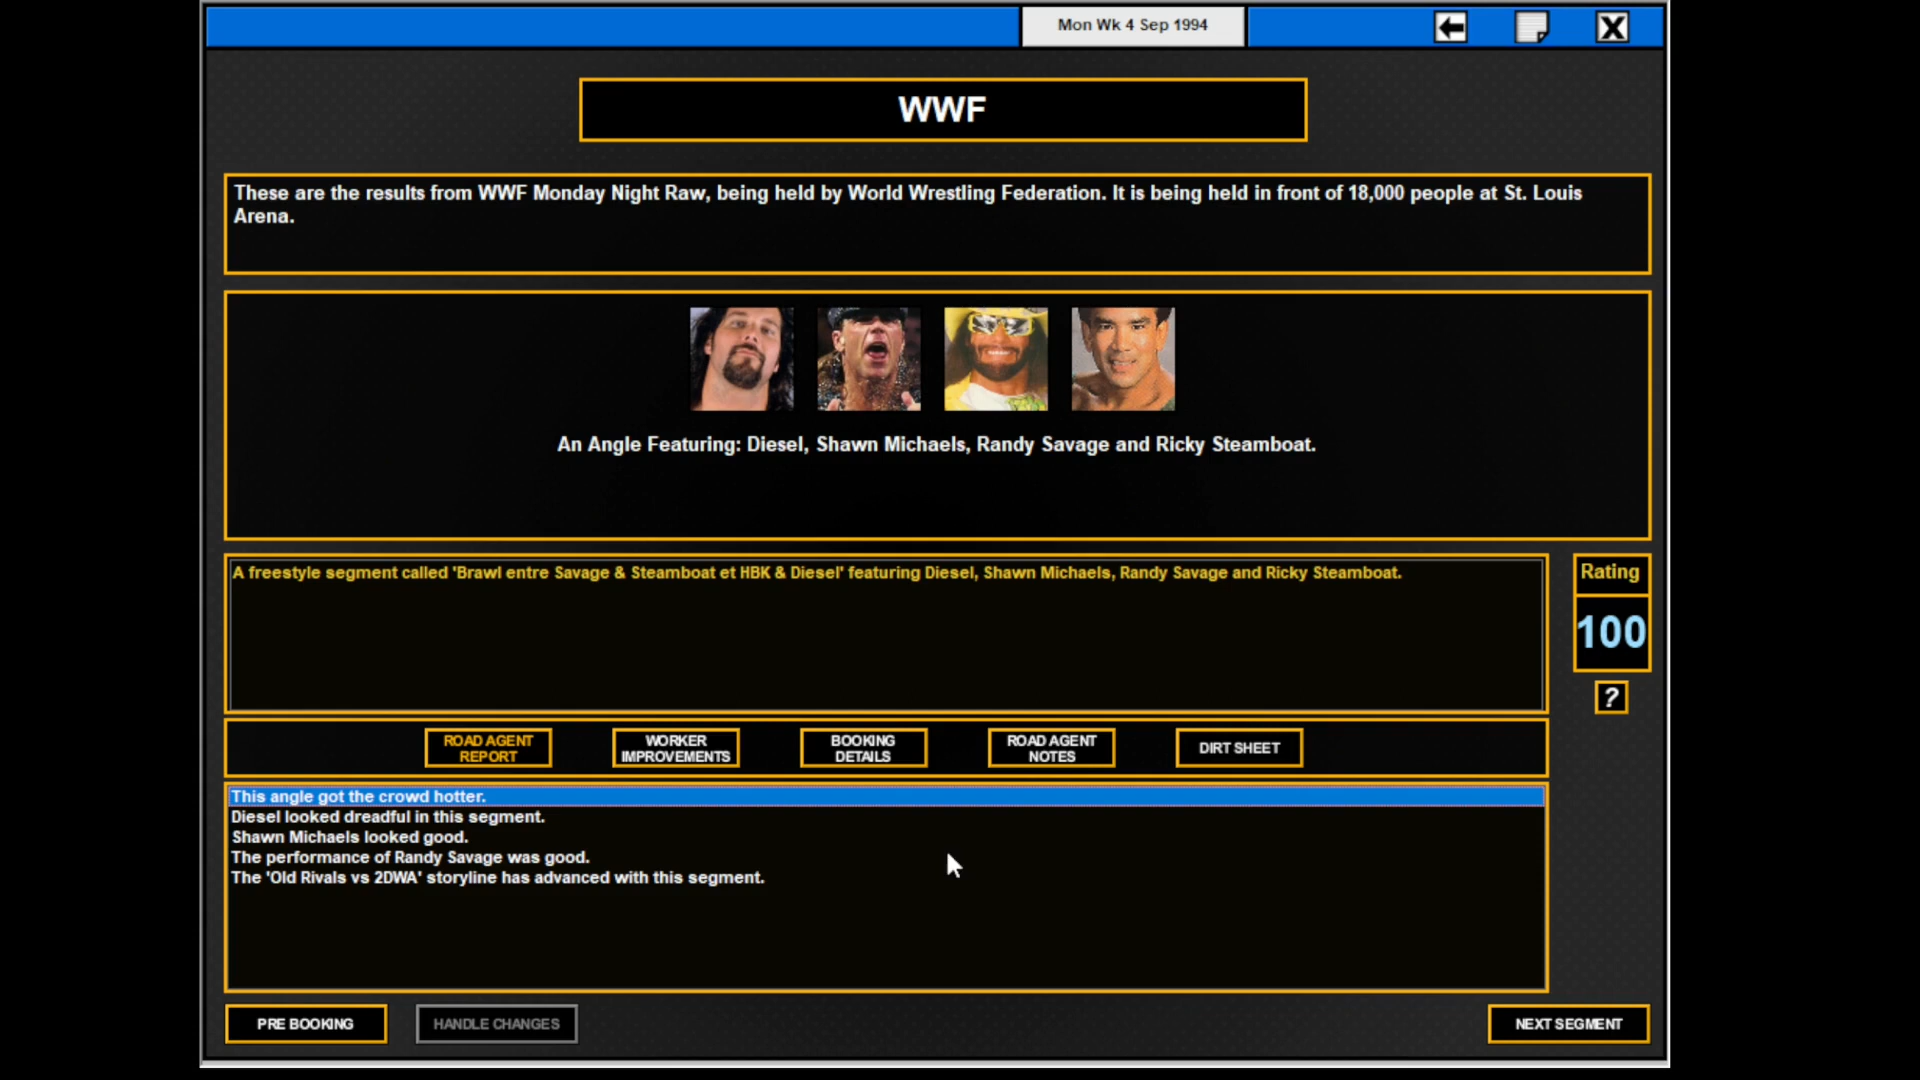 Mon Wk 4 Sep 1994
WWF
These are the results from WWF Monday Night Raw, being held by World Wrestling Federation. It is being held in front of 18,000 people at St. Louis
Arena.
An Angle Featuring: Diesel, Shawn Michaels, Randy Savage and Ricky Steamboat.
A freestyle segment called 'Brawl entre Savage & Steamboat et HBK & Diesel' featuring Diesel, Shawn Michaels, Randy Savage and Ricky Steamboat.
Rating
100
?
ROAD AGENT
REPORT
WORKER
IMPROVEMENTS
BOOKING
DETAILS
ROAD AGENT
NOTES
DIRT SHEET
This angle got the crowd hotter.
Diesel looked dreadful in this segment.
Shawn Michaels looked good.
The performance of Randy Savage was good.
The 'Old Rivals vs 2DWA' storyline has advanced with this segment.
PRE BOOKING
HANDLE CHANGES
NEXT SEGMENT